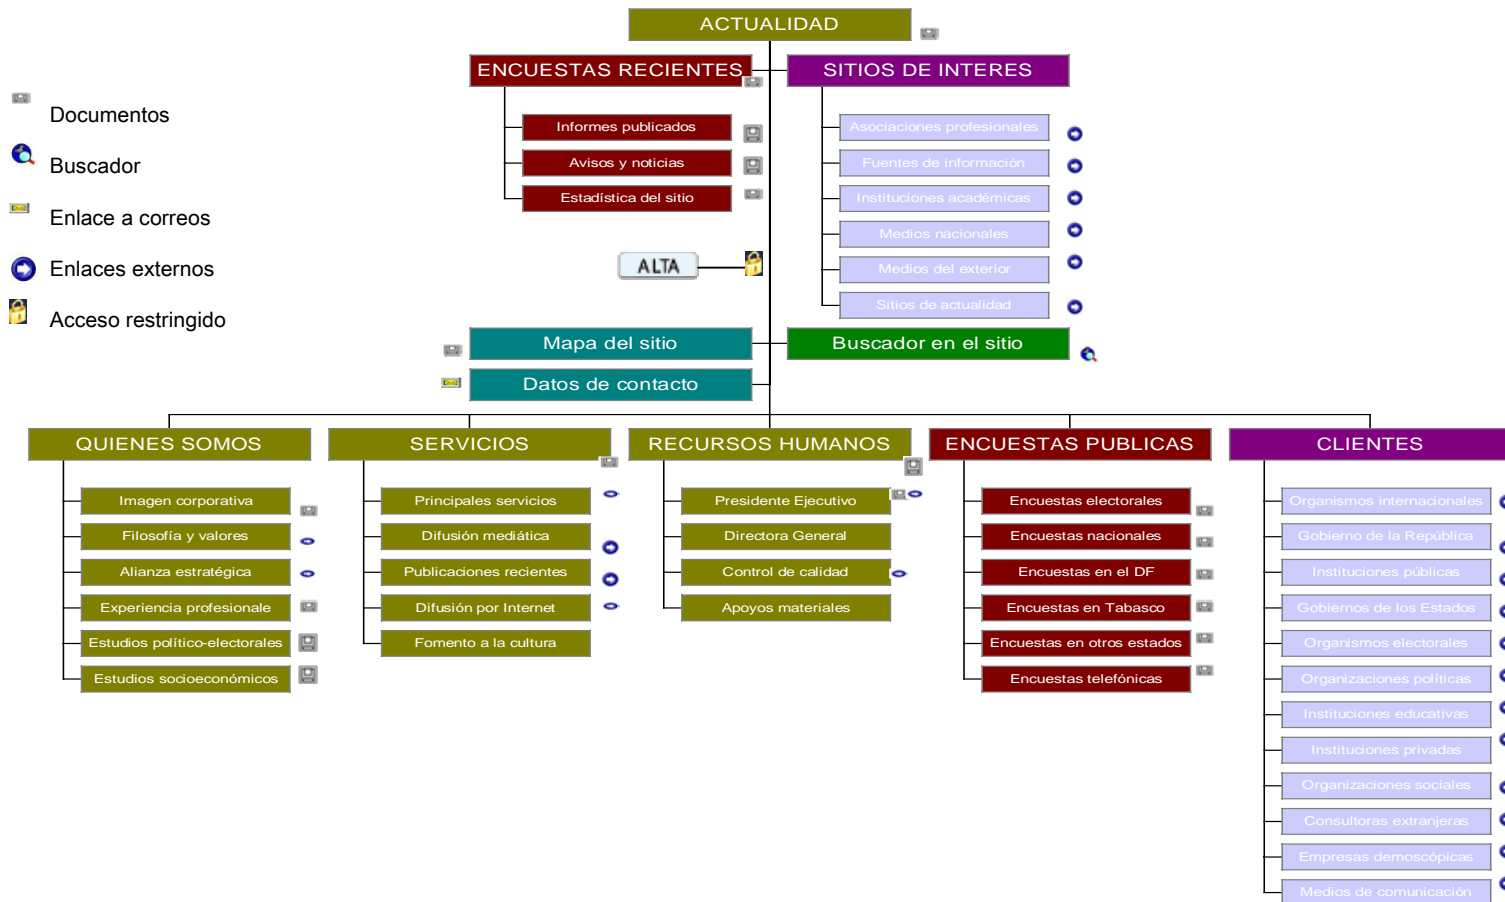 ACTUALIDAD
ENCUESTAS RECIENTES
SITIOS DE INTERES
Documentos
Buscador
Enlace a correos
Enlaces externos
Acceso restringido
Informes publicados
Avisos y noticias
Estadística del sitio
Asociaciones profesionales
Fuentes de información
Instituciones académicas
Medios nacionales
Medios del exterior
Sitios de actualidad
ALTA
Mapa del sitio
Buscador en el sitio
Datos de contacto
QUIENES SOMOS
Imagen corporativa
Filosofía y valores
Alianza estratégica
Experiencia profesionale
Estudios político-electorales
Estudios socioeconómicos
SERVICIOS
Principales servicios
Difusión mediática
Publicaciones recientes
Difusión por Internet
Fomento a la cultura
RECURSOS HUMANOS
Presidente Ejecutivo
Directora General
Control de calidad
Apoyos materiales
ENCUESTAS PUBLICAS
Encuestas electorales
Encuestas nacionales
Encuestas en el DF
Encuestas en Tabasco
Encuestas en otros estados
Encuestas telefónicas
CLIENTES
Organismos internacionales
Gobierno de la República
Instituciones públicas
Gobiernos de los Estados
Organismos electorales
Organizaciones políticas
Instituciones educativas
Instituciones privadas
Organizaciones sociales
Consultoras extranjeras
Empresas demoscópicas
Medios de comunicación